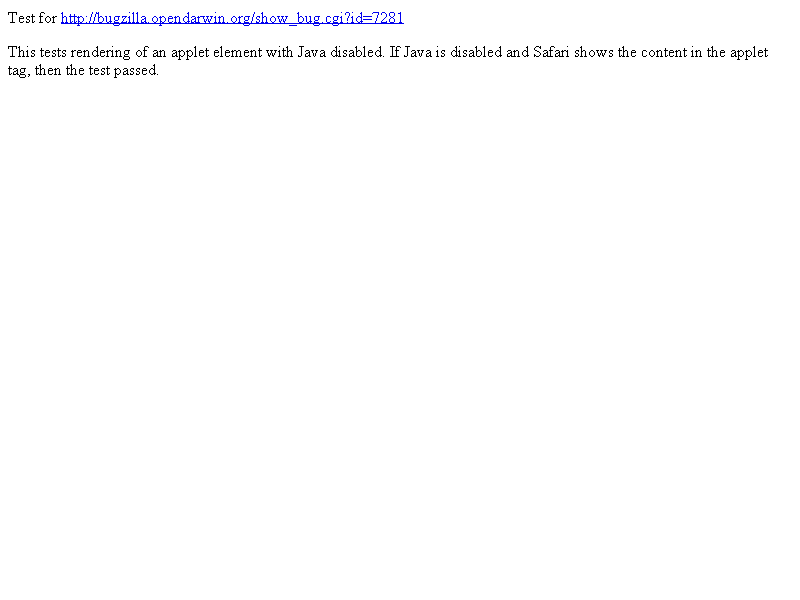 Test for http://bugzilla.opendarwin.org/show_bug.cgi?id=7281
This tests rendering of an applet element with Java disabled. If Java is disabled and Safari shows the content in the applet
tag, then the test passed.